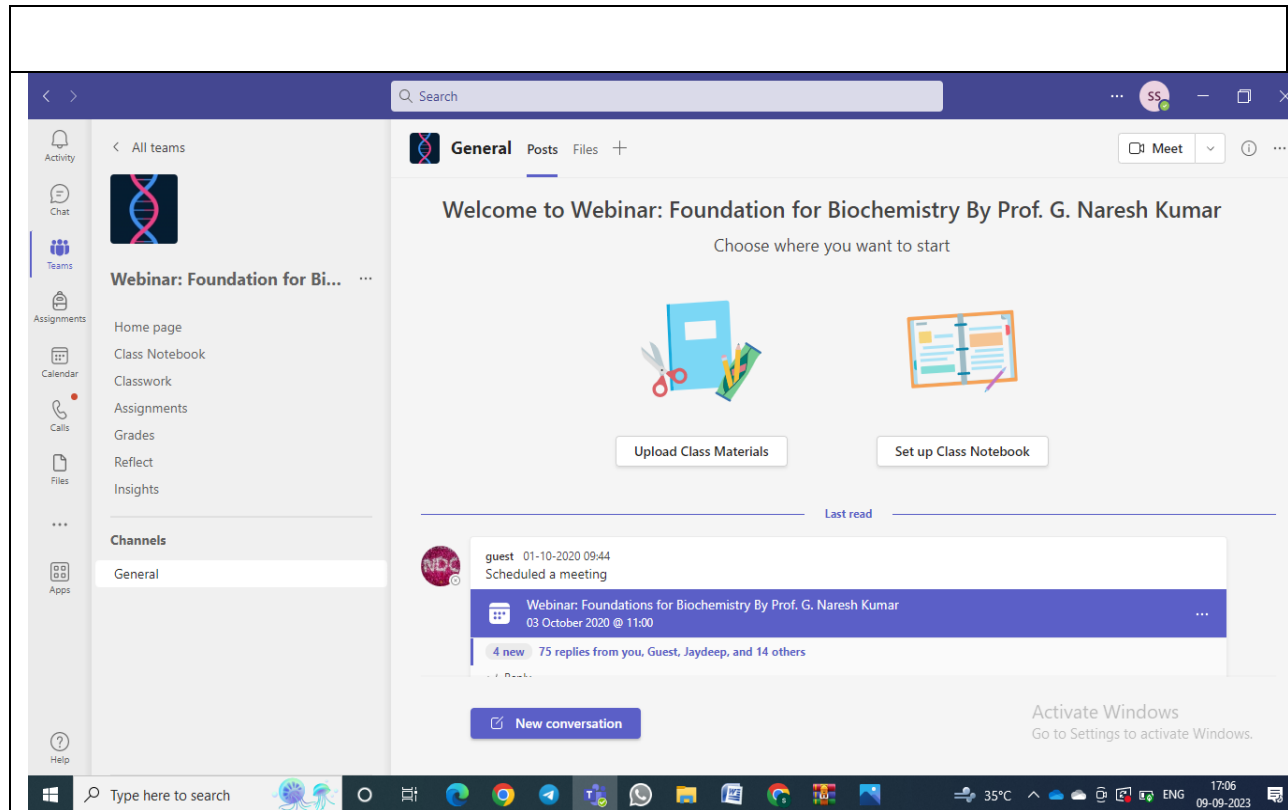 Search
SS
Activity
Chat
Teams
Assignments
Calendar
Calls
Files
Apps
Help
All teams
Webinar: Foundation for Bi...
Home page
Class Notebook
Classwork
Assignments
Grades
Reflect
Insights
Channels
General
General Posts Files
Meet
Welcome to Webinar: Foundation for Biochemistry By Prof. G. Naresh Kumar
Choose where you want to start
Upload Class Materials
Set up Class Notebook
Last read
NDC
guest 01-10-2020 09:44
Scheduled a meeting
Webinar: Foundations for Biochemistry By Prof. G. Naresh Kumar
03 October 2020 @ 11:00
4 new 75 replies from you, Guest, Jaydeep, and 14 others
Reply
New conversation
Activate Windows
Go to Settings to activate Windows.
Type here to search
35°C
ENG
17:06
09-09-2023